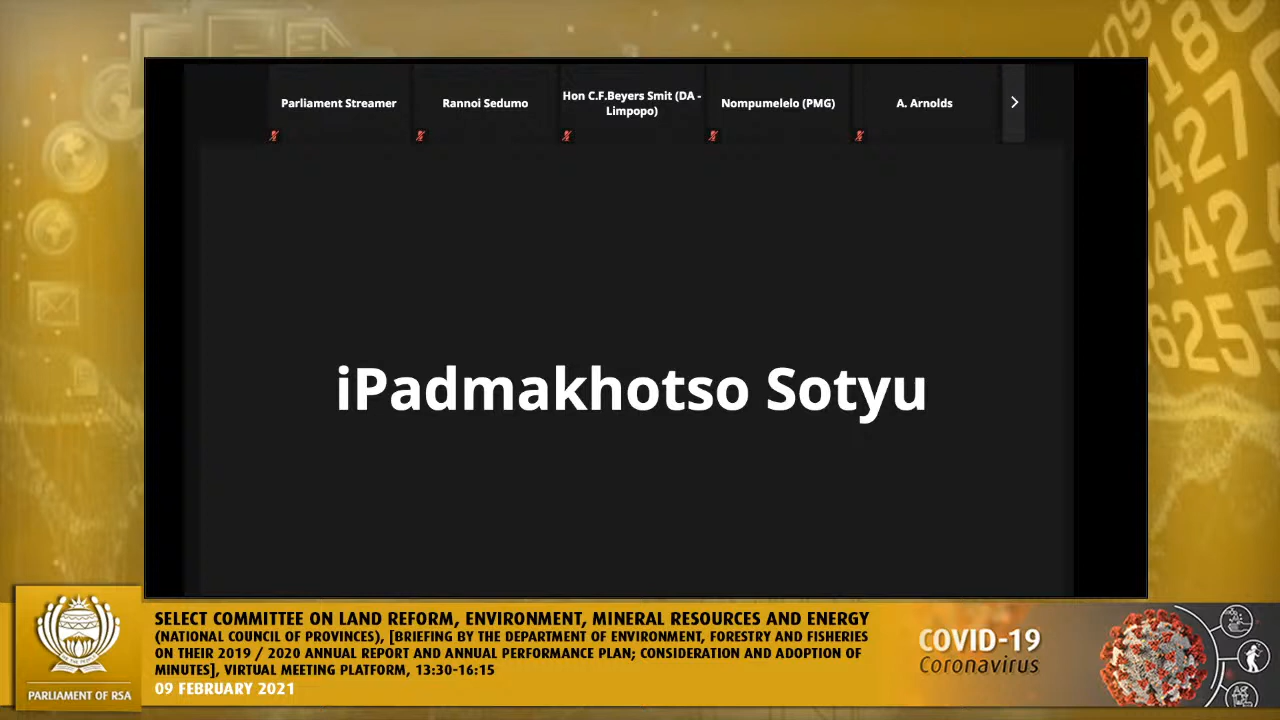 Parliament Streamer
Rannoi Sedumo
Hon C.F.Beyers Smit (DA -
Limpopo)
Nompumelelo (PMG)
A. Arnolds
iPadmakhotso Sotyu
SELECT COMMITTEE ON LAND REFORM, ENVIRONMENT, MINERAL RESOURCES AND ENERGY
(NATIONAL COUNCIL OF PROVINCES), [BRIEFING BY THE DEPARTMENT OF ENVIRONMENT, FORESTRY AND FISHERIES
ON THEIR 2019 / 2020 ANNUAL REPORT AND ANNUAL PERFORMANCE PLAN; CONSIDERATION AND ADOPTION OF
MINUTES], VIRTUAL MEETING PLATFORM, 13:30-16:15
09 FEBRUARY 2021
PARLIAMENT OF RSA
COVID-19
Coronavirus